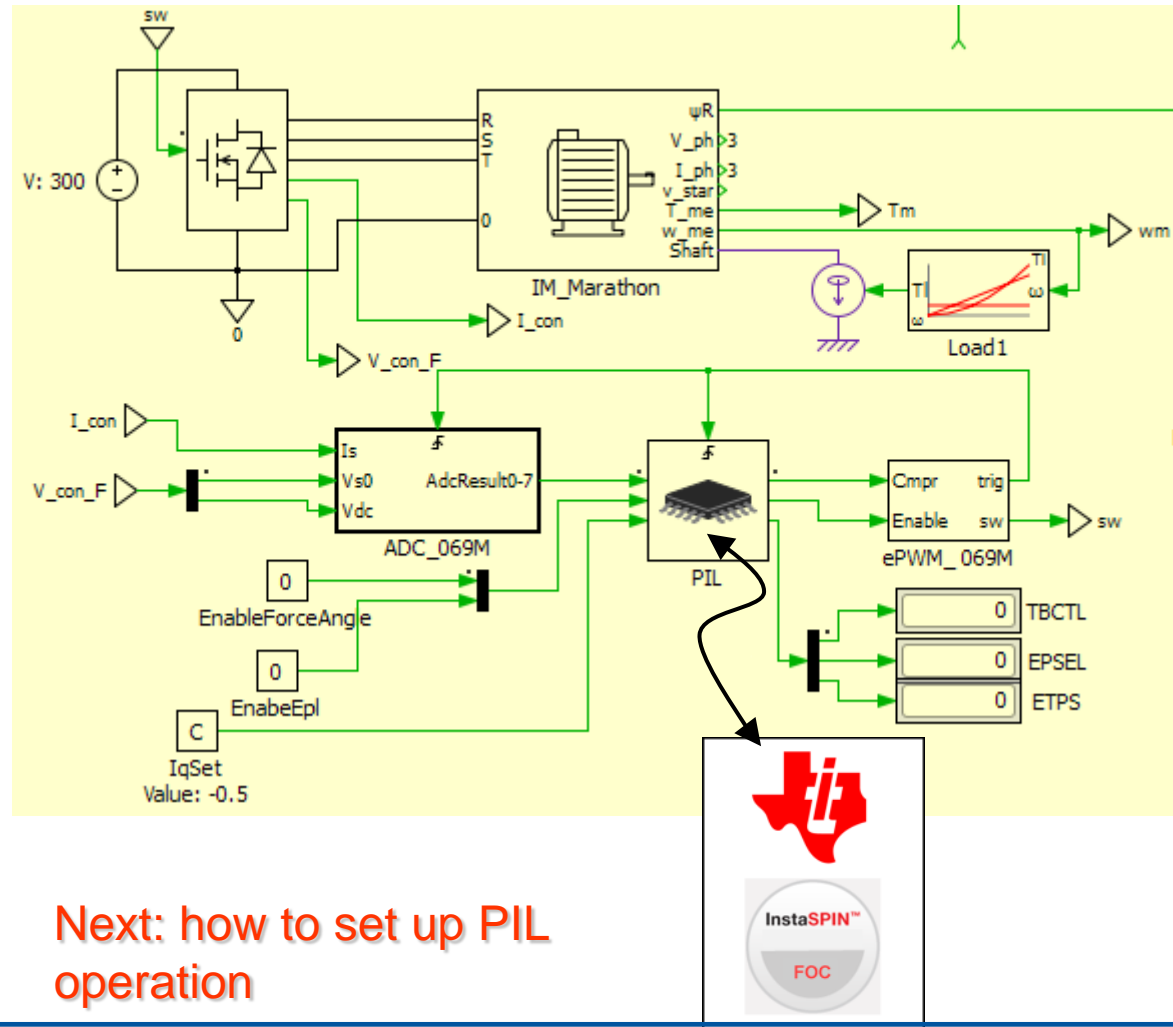 sw
V: 300
R
S
T
0
ψR
V_ph
3
I_ph
3
v_star
T_me
w_me
Shaft
IM_Marathon
Tm
wm
Tl
ω
Tl
ω
Load1
0
I_con
V_con_F
I_con
V_con_F
Is
Vs0
Vdc
AdcResult0-7
ADC_069M
PIL
Cmpr
trig
Enable
sw
ePWM_069M
sw
0
EnableForceAngle
0
EnabeEpl
C
IqSet
Value: -0.5
0
TBCTL
0
EPSEL
0
ETPS
ti
InstaSPIN™
FOC
Next: how to set up PIL
operation